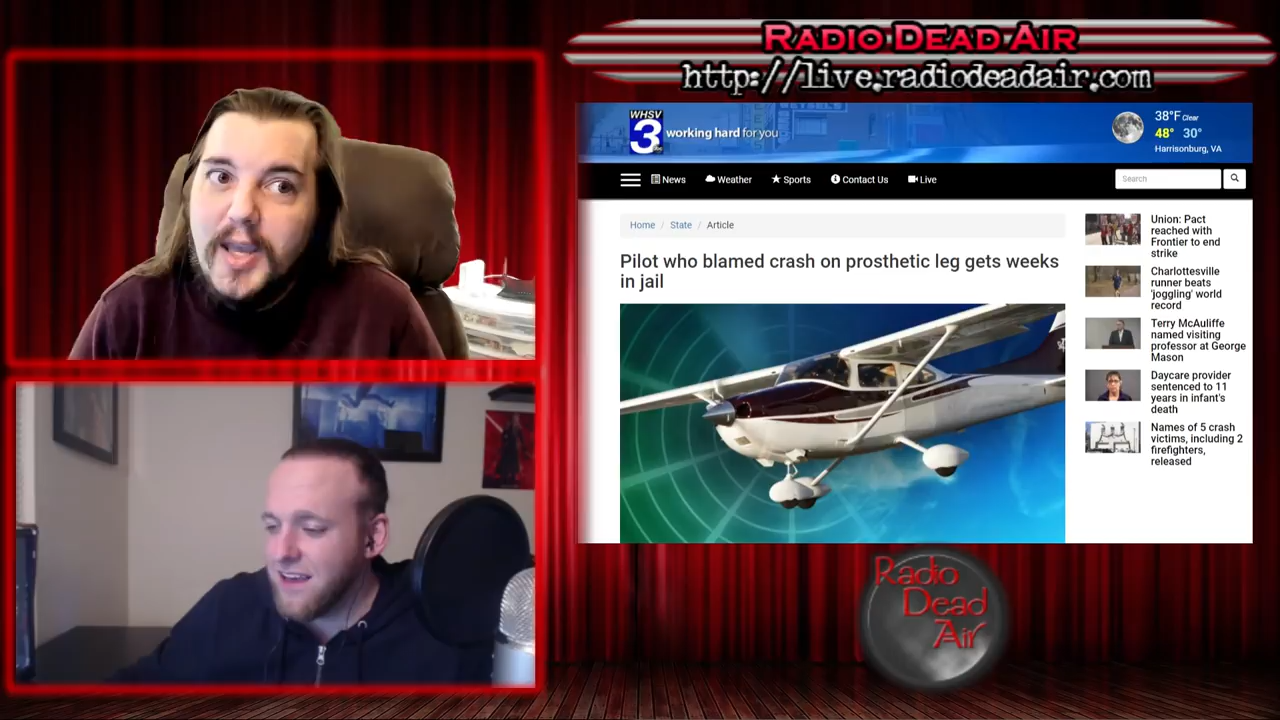 Radio Dead Air
http://live.radiodeadair.com
WHSV
3
working hard for you
38°F Clear
48° 30°
Harrisonburg, VA
News
Weather
Sports
Contact Us
Live
Search
Home / State / Article
Pilot who blamed crash on prosthetic leg gets weeks
in jail
Union: Pact
reached with
Frontier to end
strike
Charlottesville
runner beats
'joggling' world
record
Terry McAuliffe
named visiting
professor at George
Mason
Daycare provider
sentenced to 11
years in infant's
death
Names of 5 crash
victims, including 2
firefighters,
released
Radio
Dead
Air